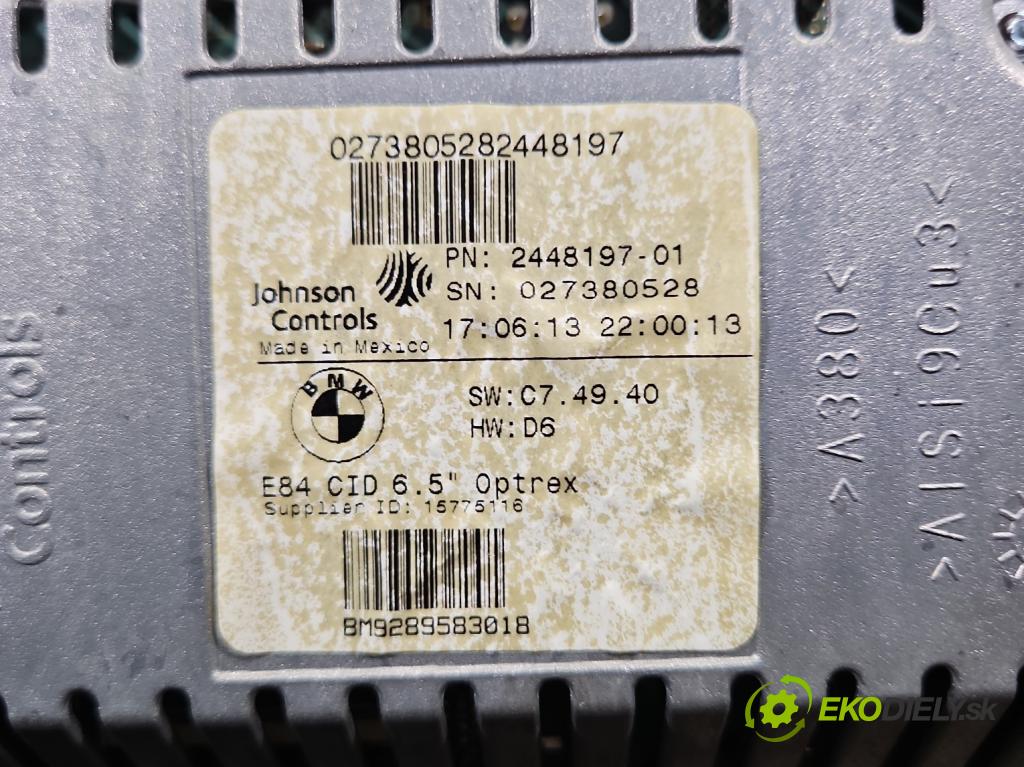 0273805282448197
PN: 2448197-01
SN: 027380528
Johnson
Controls
17:06:13 22:00:13
Made in Mexico
BMW
SW:C7.49.40
HW:D6
E84 CID 6.5" Optrex
Supplier ID: 15775116
BM9289583018
Controls
>A380<
>AlSi9Cu3<
EKODIELY.sk